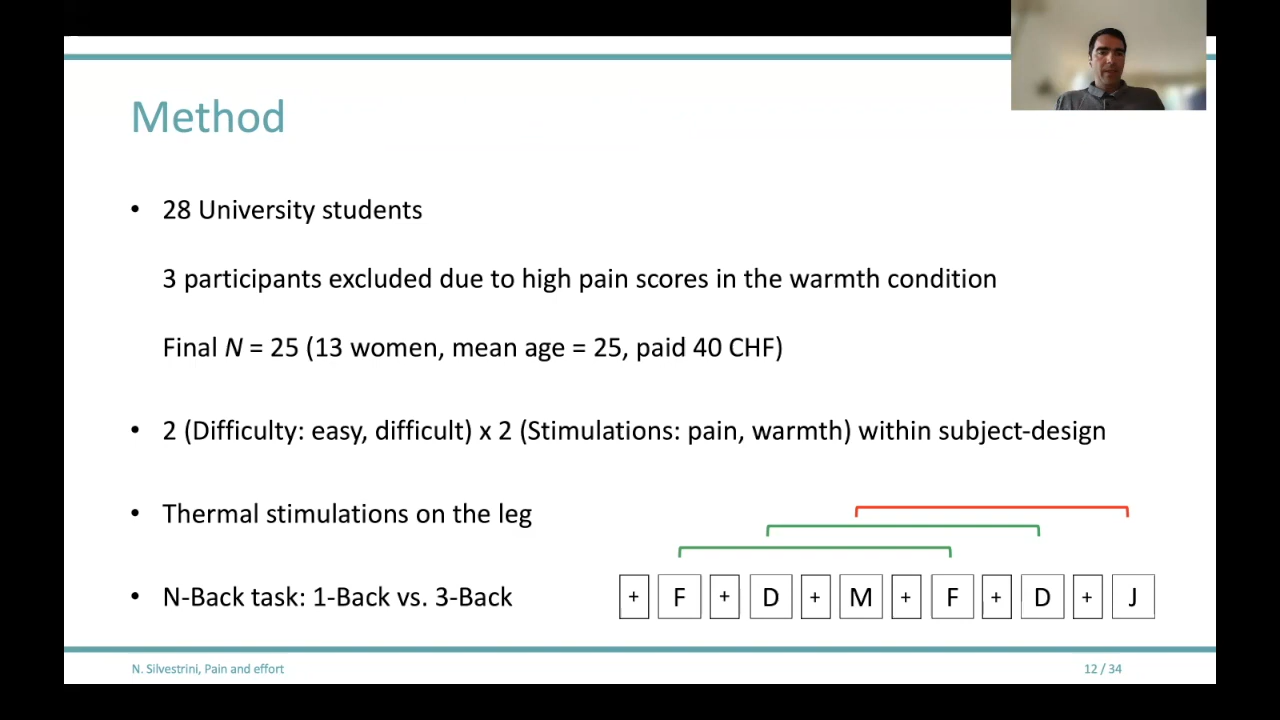 Method
• 28 University students
3 participants excluded due to high pain scores in the warmth condition
Final N = 25 (13 women, mean age = 25, paid 40 CHF)
• 2 (Difficulty: easy, difficult) x 2 (Stimulations: pain, warmth) within subject-design
• Thermal stimulations on the leg
• N-Back task: 1-Back vs. 3-Back
+ F + D + M + F + D + J
N. Silvestrini, Pain and effort
12 / 34